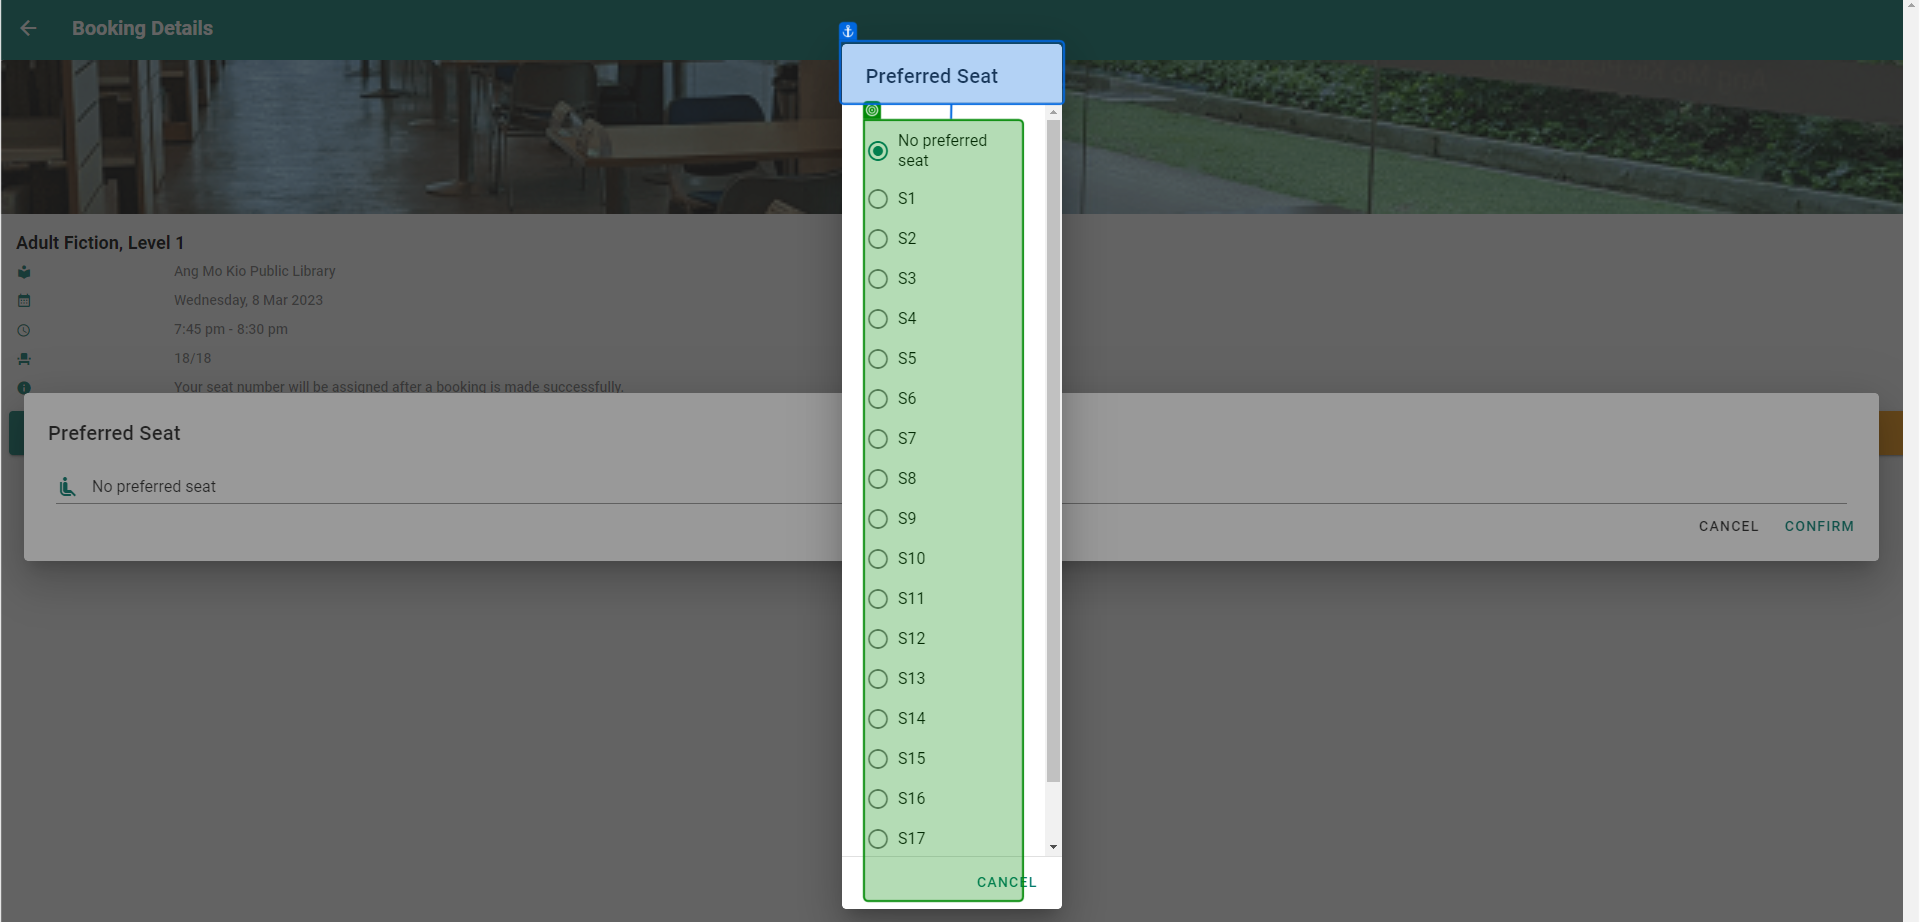 Booking Details
Adult Fiction, Level 1
Ang Mo Kio Public Library
Wednesday, 8 Mar 2023
7:45 pm - 8:30 pm
18/18
Your seat number will be assigned after a booking is made successfully.
Preferred Seat
No preferred seat
CANCEL CONFIRM
Preferred Seat
No preferred
seat
S1
S2
S3
S4
S5
S6
S7
S8
S9
S10
S11
S12
S13
S14
S15
S16
S17
CANCEL